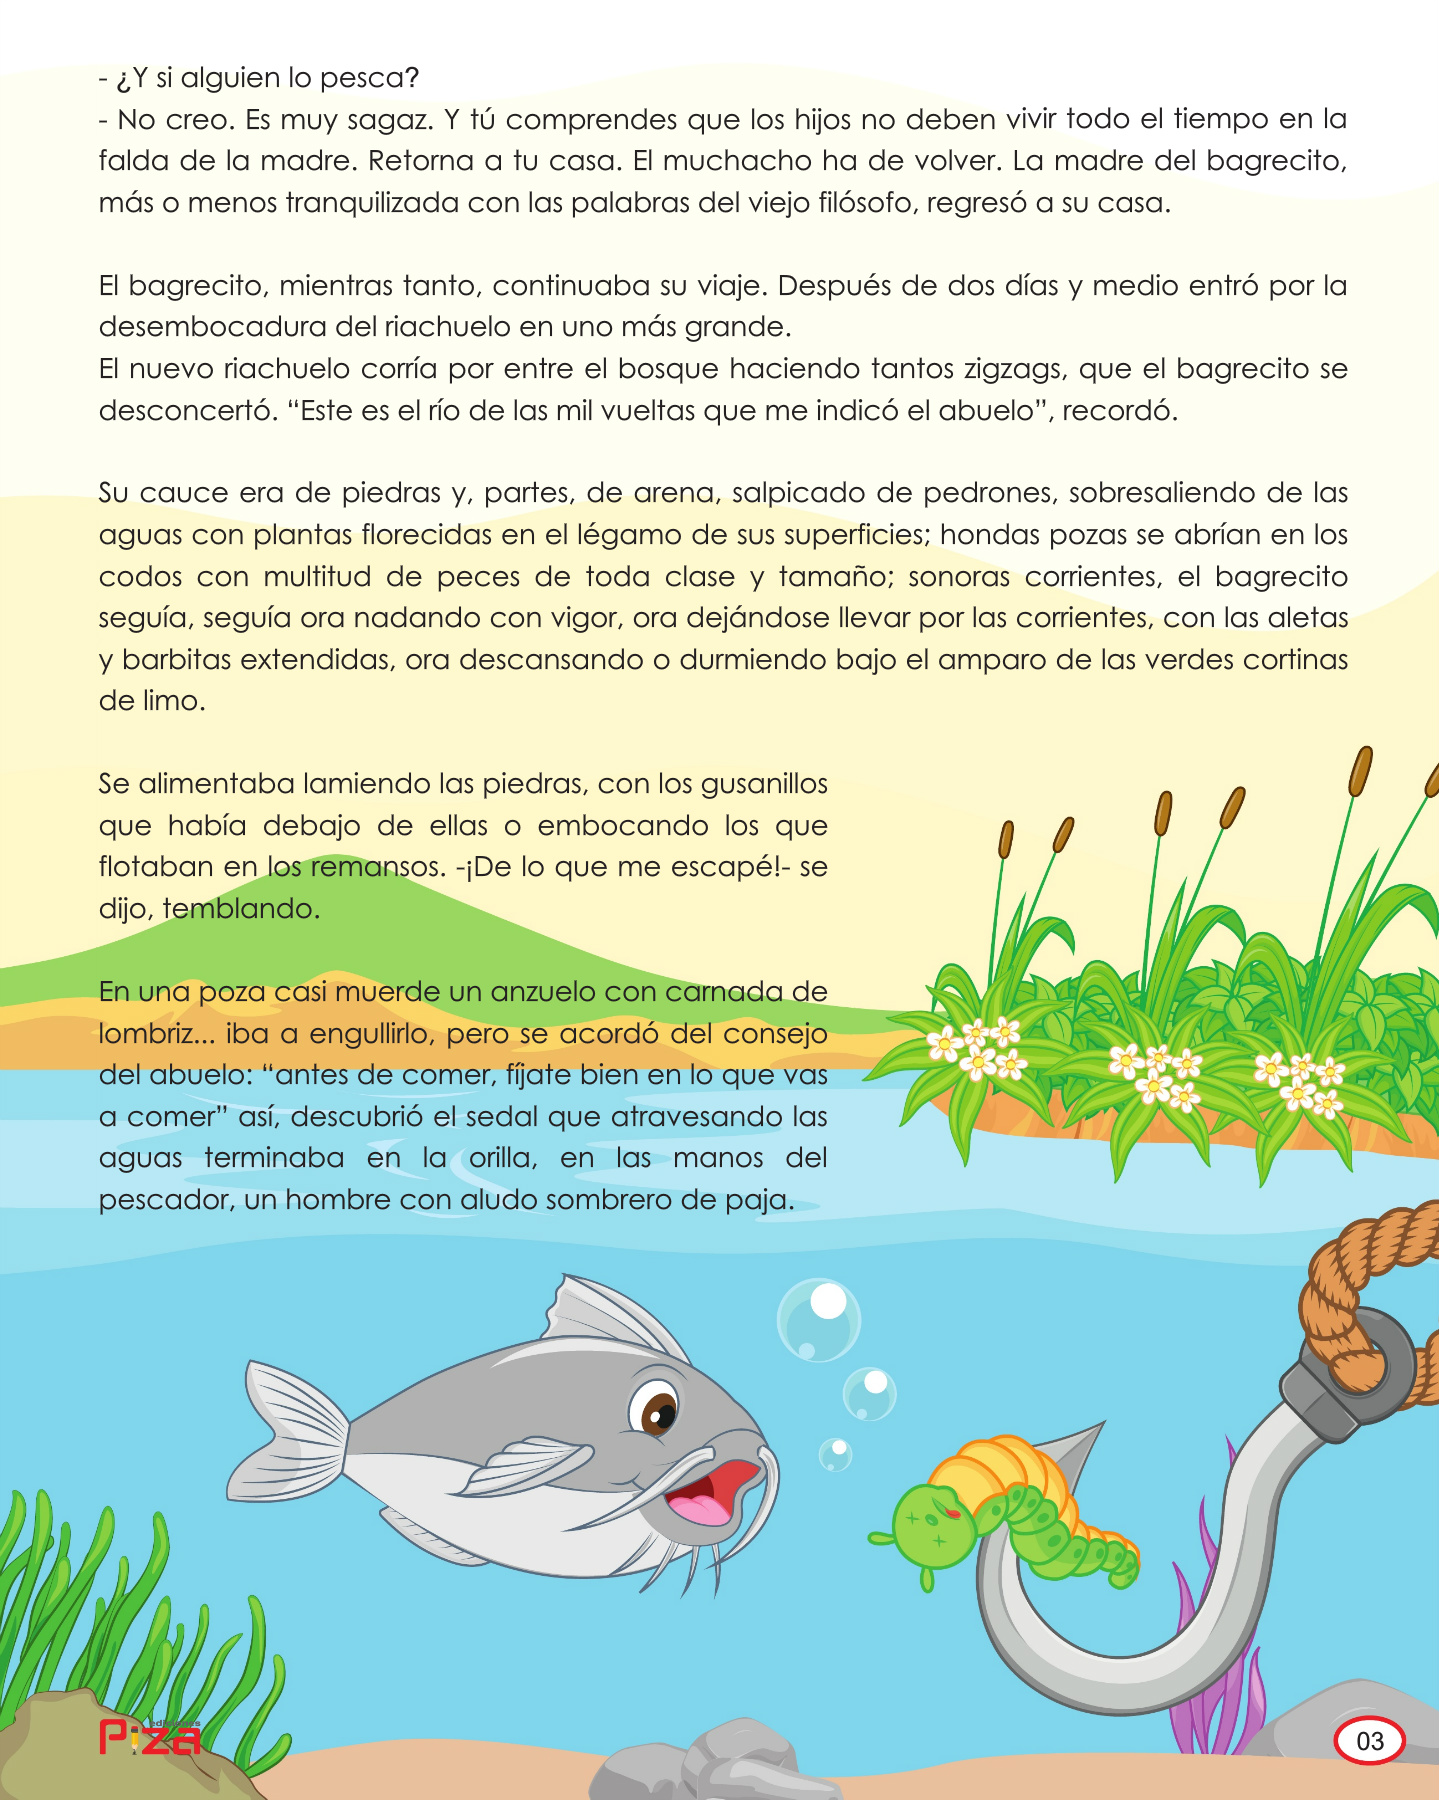 - ¿Y si alguien lo pesca?
- No creo. Es muy sagaz. Y tú comprendes que los hijos no deben vivir todo el tiempo en la
falda de la madre. Retorna a tu casa. El muchacho ha de volver. La madre del bagrecito,
más o menos tranquilizada con las palabras del viejo filósofo, regresó a su casa.
El bagrecito, mientras tanto, continuaba su viaje. Después de dos días y medio entró por la
desembocadura del riachuelo en uno más grande.
El nuevo riachuelo corría por entre el bosque haciendo tantos zigzags, que el bagrecito se
desconcertó. “Este es el río de las mil vueltas que me indicó el abuelo”, recordó.
Su cauce era de piedras y, partes, de arena, salpicado de pedrones, sobresaliendo de las
aguas con plantas florecidas en el légamo de sus superficies; hondas pozas se abrían en los
codos con multitud de peces de toda clase y tamaño; sonoras corrientes, el bagrecito
seguía, seguía ora nadando con vigor, ora dejándose llevar por las corrientes, con las aletas
y barbitas extendidas, ora descansando o durmiendo bajo el amparo de las verdes cortinas
de limo.
Se alimentaba lamiendo las piedras, con los gusanillos
que había debajo de ellas o embocando los que
flotaban en los remansos. -¡De lo que me escapé!- se
dijo, temblando.
En una poza casi muerde un anzuelo con carnada de
lombriz... iba a engullirlo, pero se acordó del consejo
del abuelo: “antes de comer, fíjate bien en lo que vas
a comer” así, descubrió el sedal que atravesando las
aguas terminaba en la orilla, en las manos del
pescador, un hombre con aludo sombrero de paja.
ediciones
Piza
03